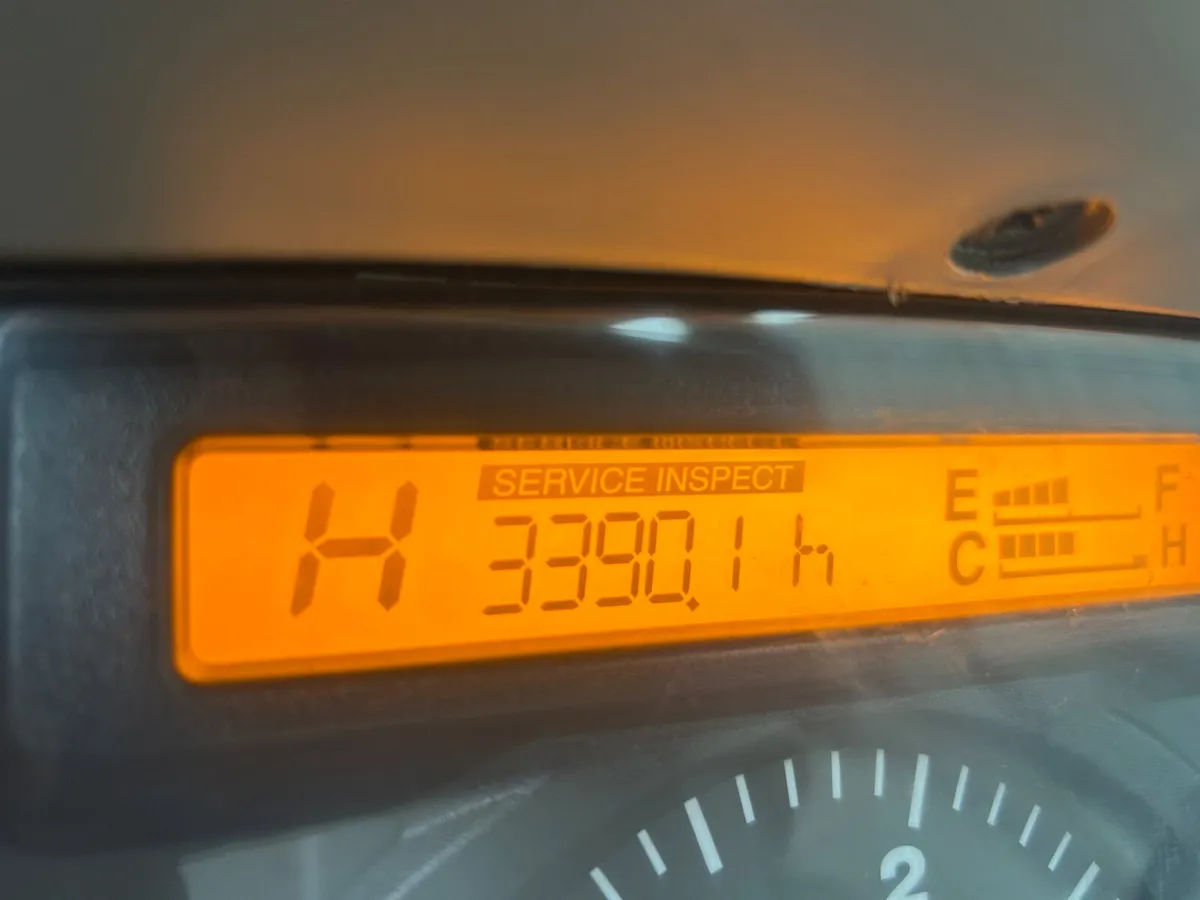 SERVICE INSPECT
H 3390.1 h
E F
C H
2